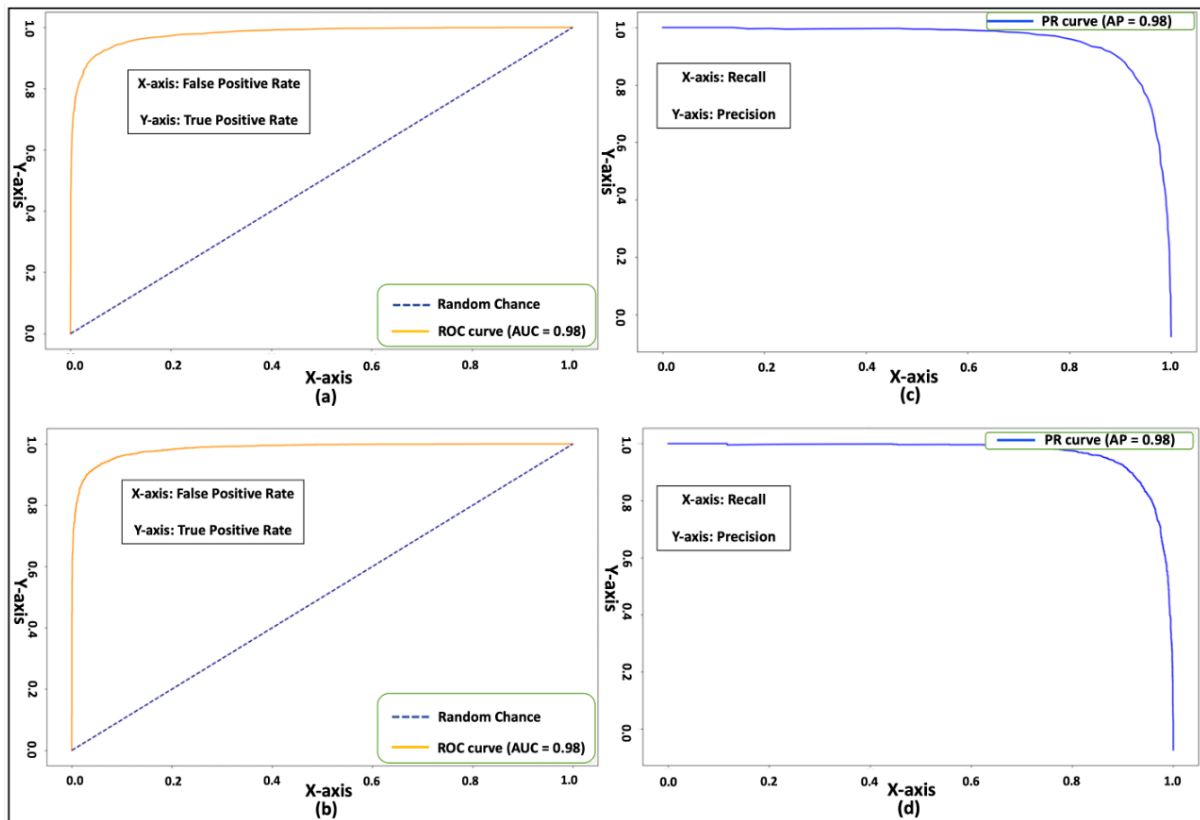 1.0
0.8
0.6
0.4
0.2
0.0
Y-axis
X-axis: False Positive Rate
Y-axis: True Positive Rate
Random Chance
ROC curve (AUC = 0.98)
0.0 0.2 0.4 0.6 0.8 1.0
X-axis
(a)
PR curve (AP = 0.98)
1.0
0.8
0.6
0.4
0.2
0.0
Y-axis
X-axis: Recall
Y-axis: Precision
0.0 0.2 0.4 0.6 0.8 1.0
X-axis
(c)
1.0
0.8
0.6
0.4
0.2
0.0
Y-axis
X-axis: False Positive Rate
Y-axis: True Positive Rate
Random Chance
ROC curve (AUC = 0.98)
0.0 0.2 0.4 0.6 0.8 1.0
X-axis
(b)
PR curve (AP = 0.98)
1.0
0.8
0.6
0.4
0.2
0.0
Y-axis
X-axis: Recall
Y-axis: Precision
0.0 0.2 0.4 0.6 0.8 1.0
X-axis
(d)